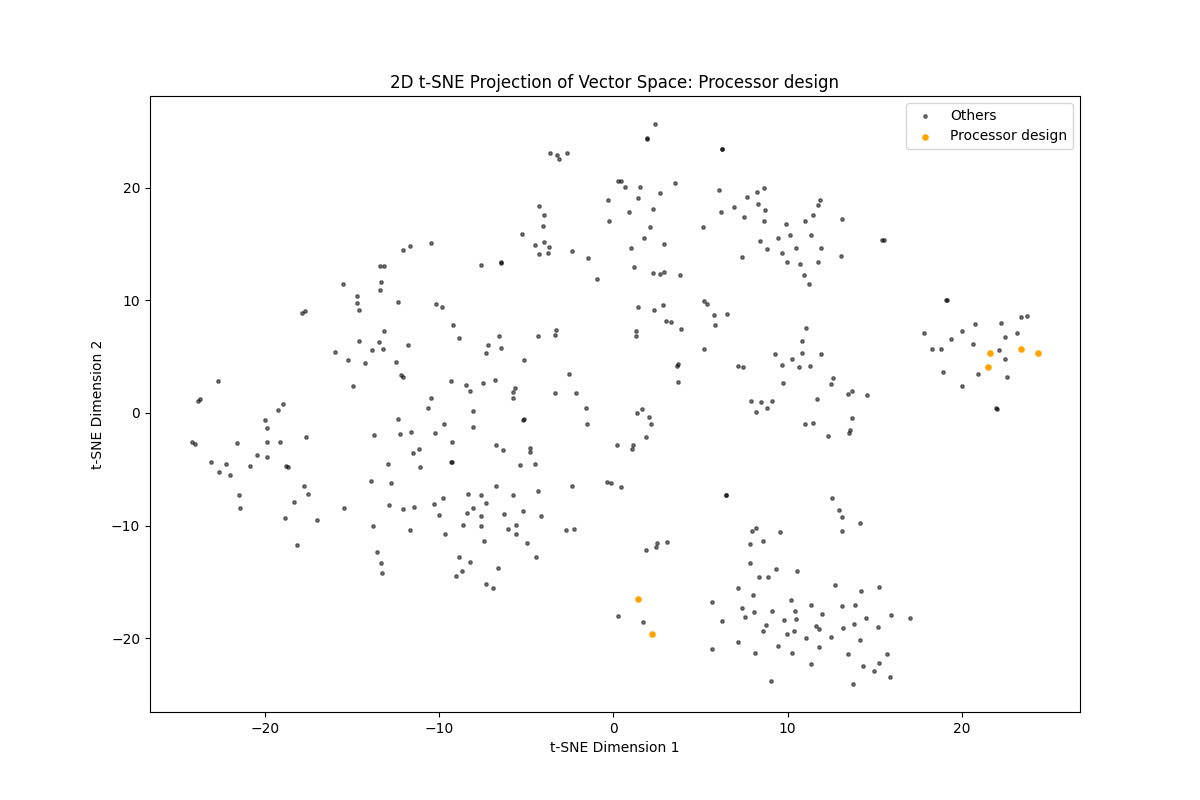 2D t-SNE Projection of Vector Space: Processor design
Others
Processor design
20
10
0
−10
−20
t-SNE Dimension 2
−20
−10
0
10
20
t-SNE Dimension 1